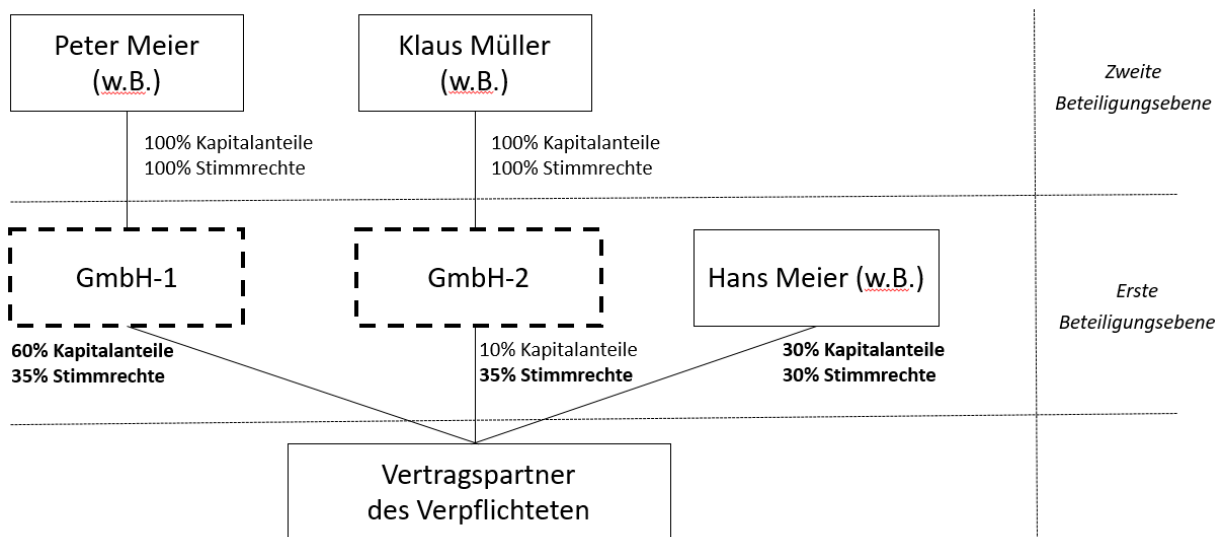 Peter Meier
(w.B.)
Klaus Müller
(w.B.)
Zweite
Beteiligungsebene
100% Kapitalanteile
100% Stimmrechte
100% Kapitalanteile
100% Stimmrechte
GmbH-1
GmbH-2
Hans Meier (w.B.)
Erste
Beteiligungsebene
60% Kapitalanteile
35% Stimmrechte
10% Kapitalanteile
35% Stimmrechte
30% Kapitalanteile
30% Stimmrechte
Vertragspartner
des Verpflichteten